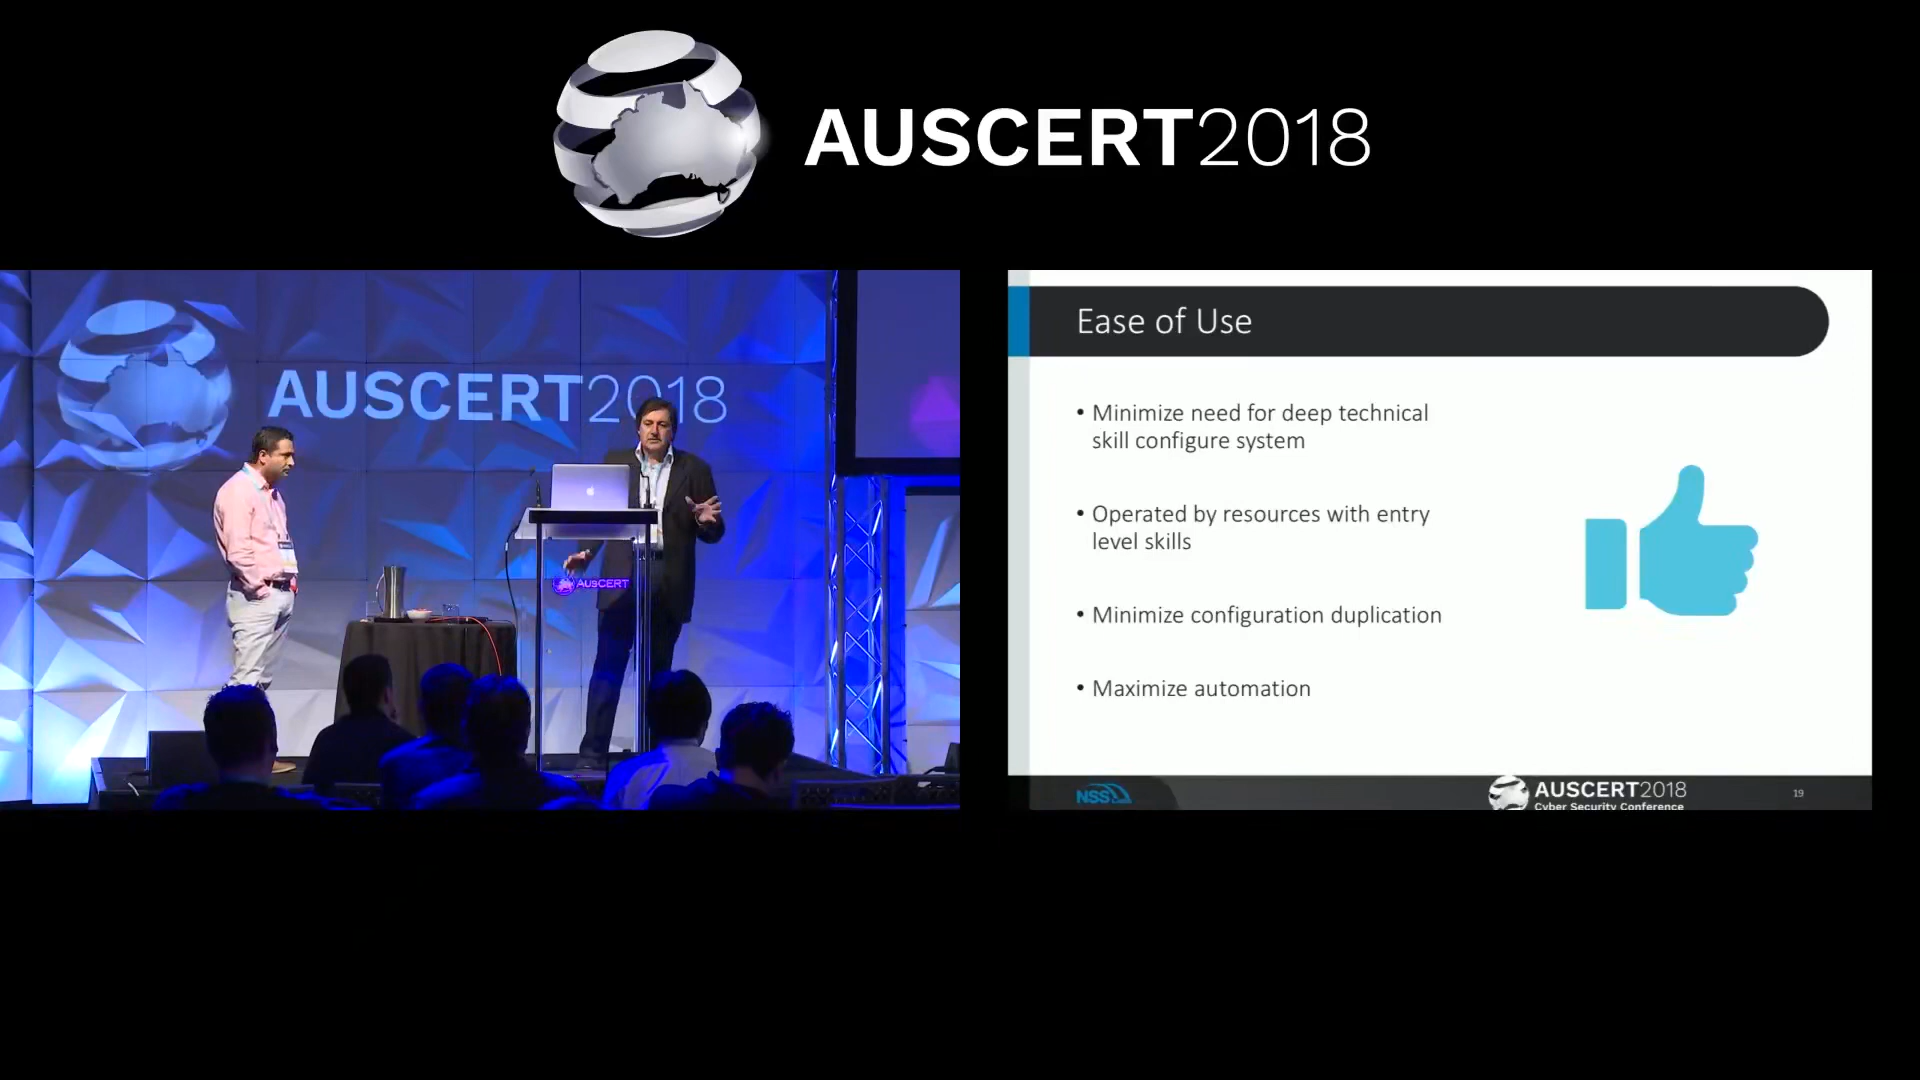 AUSCERT2018
AUSCERT2018
AUSCERT
Ease of Use
• Minimize need for deep technical
skill configure system
• Operated by resources with entry
level skills
• Minimize configuration duplication
• Maximize automation
NSS
AUSCERT2018
Cyber Security Conference
19